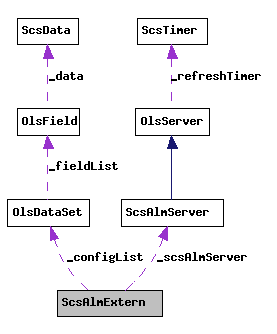 ScsData ScsTimer
_data _refreshTimer
OlsField OlsServer
_fieldList
OlsDataSet ScsAlmServer
_configList _scsAlmServer
ScsAlmExtern